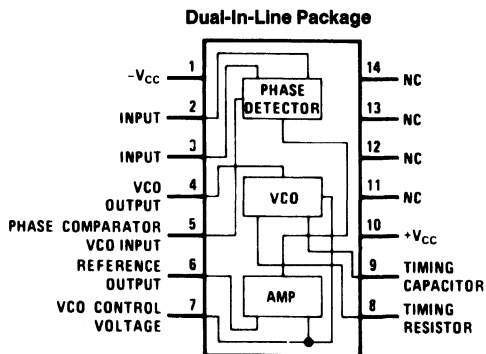 Dual-In-Line Package
1
-VCC
2
INPUT
3
INPUT
4
VCO
OUTPUT
5
PHASE COMPARATOR
VCO INPUT
6
REFERENCE
OUTPUT
7
VCO CONTROL
VOLTAGE
PHASE
DETECTOR
VCO
AMP
14
NC
13
NC
12
NC
11
NC
10
+VCC
9
TIMING
CAPACITOR
8
TIMING
RESISTOR